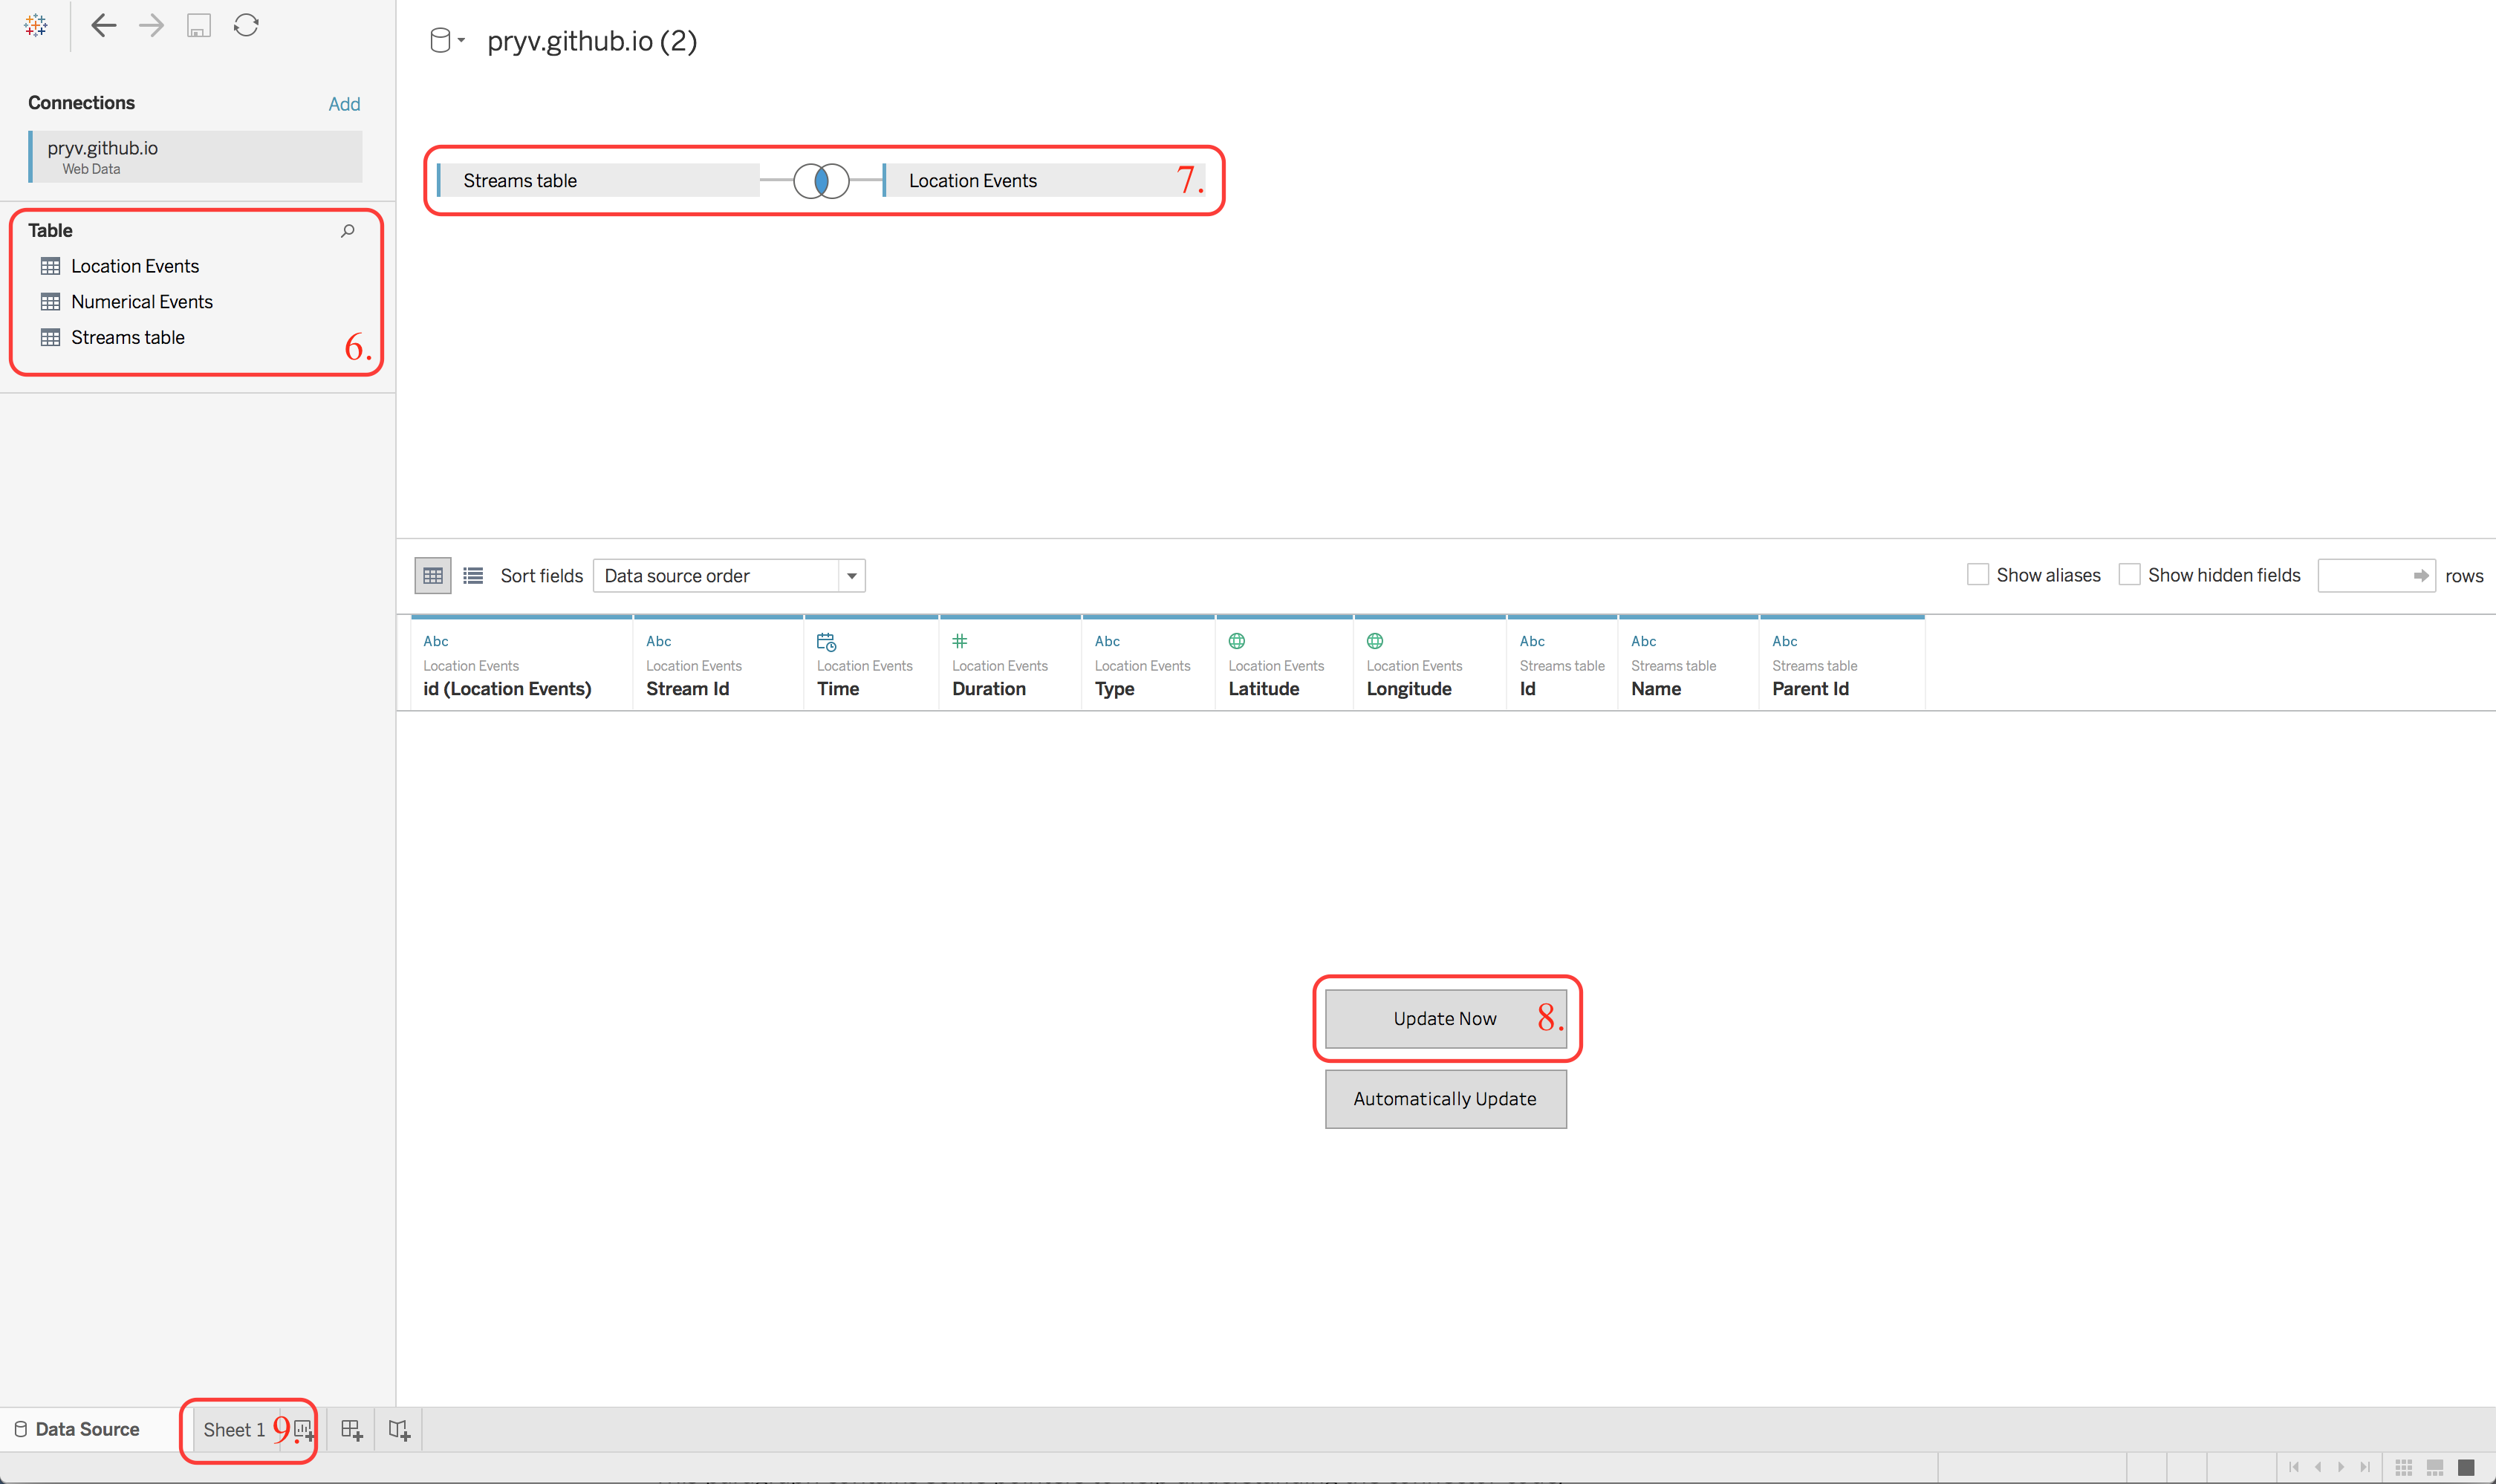 pryv.github.io (2)
Connections
Add
pryv.github.io
Web Data
Streams table
Location Events
7.
Table
Location Events
Numerical Events
Streams table
6.
Sort fields
Data source order
Show aliases
Show hidden fields
rows
Abc
Abc
Abc
Abc
Abc
Abc
Location Events
Location Events
Location Events
Location Events
Location Events
Location Events
Location Events
Streams table
Streams table
Streams table
id (Location Events)
Stream Id
Time
Duration
Type
Latitude
Longitude
Id
Name
Parent Id
Update Now
8.
Automatically Update
Data Source
Sheet 1
9.